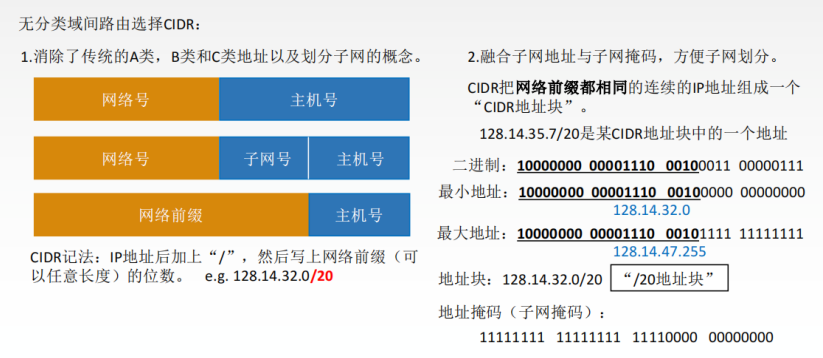 无分类域间路由选择CIDR：
1.消除了传统的A类，B类和C类地址以及划分子网的概念。
网络号 主机号
网络号 子网号 主机号
网络前缀 主机号
CIDR记法：IP地址后加上“/”，然后写上网络前缀（可
以任意长度）的位数。 e.g. 128.14.32.0/20
2.融合子网地址与子网掩码，方便子网划分。
CIDR把网络前缀都相同的连续的IP地址组成一个
“CIDR地址块”。
128.14.35.7/20是某CIDR地址块中的一个地址
二进制：10000000 00001110 00100011 00000111
最小地址：10000000 00001110 00100000 00000000
128.14.32.0
最大地址：10000000 00001110 00101111 11111111
128.14.47.255
地址块：128.14.32.0/20 “/20地址块”
地址掩码（子网掩码）：
11111111 11111111 11110000 00000000